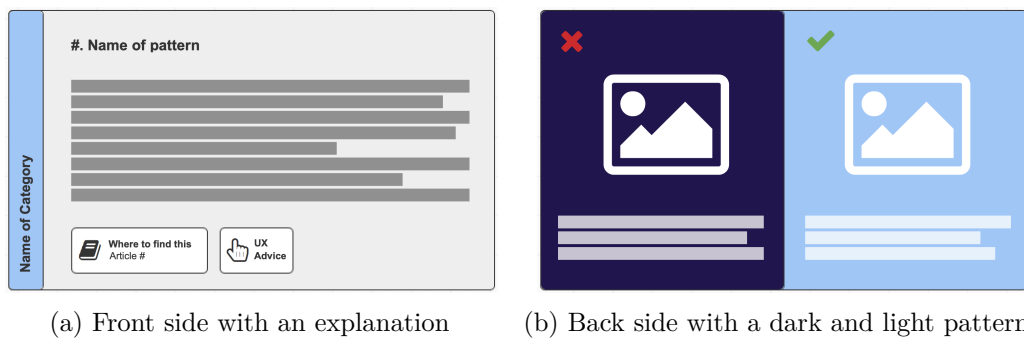 #. Name of pattern
Name of Category
Where to find this
Article #
UX
Advice
(a) Front side with an explanation
(b) Back side with a dark and light pattern